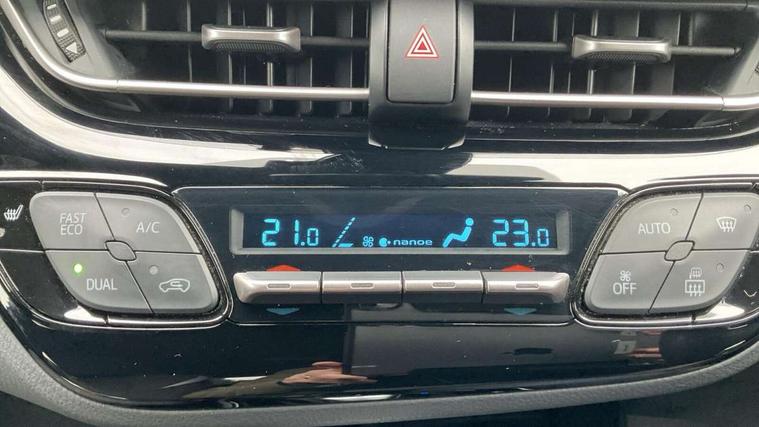 FAST
ECO
A/C
DUAL
21.0
nanoe
23.0
AUTO
OFF